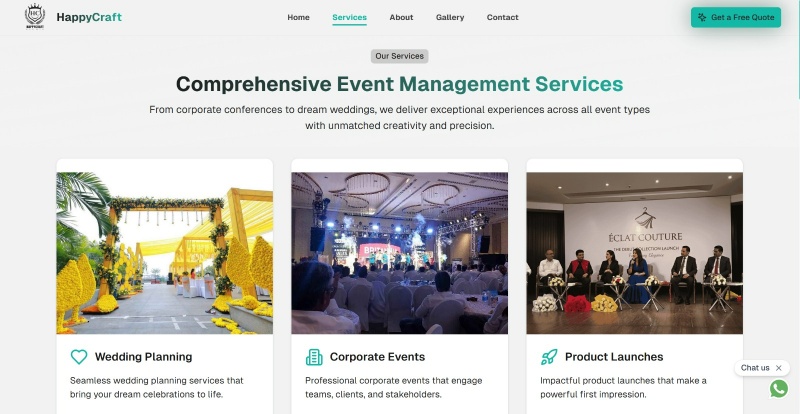 HappyCraft
Home
Services
About
Gallery
Contact
Get a Free Quote
Our Services
Comprehensive Event Management Services
From corporate conferences to dream weddings, we deliver exceptional experiences across all event types
with unmatched creativity and precision.
ÉCLAT COUTURE
Wedding Planning
Corporate Events
Product Launches
Seamless wedding planning services that
bring your dream celebrations to life.
Professional corporate events that engage
teams, clients, and stakeholders.
Impactful product launches that make a
powerful first impression.
Chat us